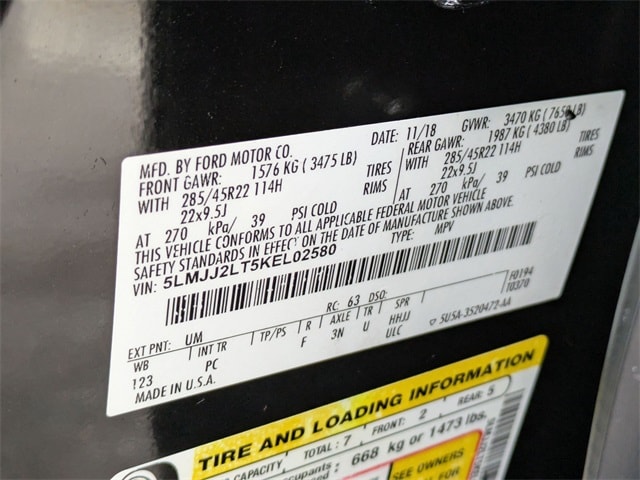 MFD. BY FORD MOTOR CO.
DATE: 11/18 GVWR: 3470 KG ( 7650 LB)
FRONT GAWR: 1576 KG ( 3475 LB)
REAR GAWR: 1987 KG ( 4380 LB)
WITH 285/45R22 114H TIRES
WITH 285/45R22 114H TIRES
22x9.5J RIMS
22x9.5J RIMS
AT 270 kPa/ 39 PSI COLD
AT 270 kPa/ 39 PSI COLD
THIS VEHICLE CONFORMS TO ALL APPLICABLE FEDERAL MOTOR VEHICLE
SAFETY STANDARDS IN EFFECT ON THE DATE OF MANUFACTURE SHOWN ABOVE.
VIN: 5LMJJ2LT5KEL02580 TYPE: MPV
F0194
T0370
RC: 63 DSO:
EXT PNT: UM
WB INT TR TP/PS R AXLE TR SPR
123 PC F 3N U HHJJ
ULC 5U5A-3520472-AA
MADE IN U.S.A.
TIRE AND LOADING INFORMATION
CAPACITY TOTAL: 7 FRONT: 2 REAR: 5
668 kg or 1473 lbs.
SEE OWNERS
FOR